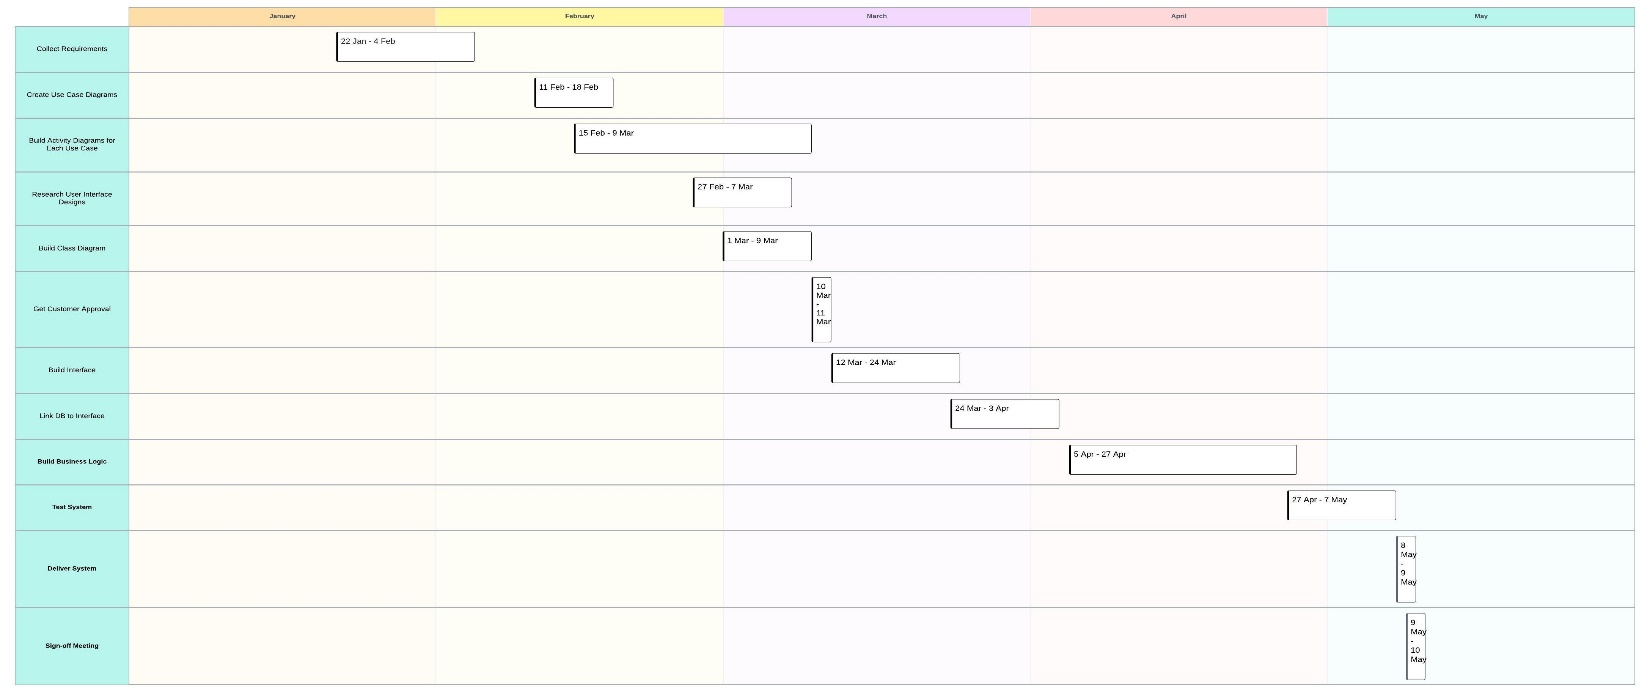 January
February
March
April
May
Collect Requirements
22 Jan - 4 Feb
Create Use Case Diagrams
11 Feb - 18 Feb
Build Activity Diagrams for
Each Use Case
15 Feb - 9 Mar
Research User Interface
Designs
27 Feb - 7 Mar
Build Class Diagram
1 Mar - 9 Mar
Get Customer Approval
10
Mar
-
11
Mar
Build Interface
12 Mar - 24 Mar
Link DB to Interface
24 Mar - 3 Apr
Build Business Logic
5 Apr - 27 Apr
Test System
27 Apr - 7 May
Deliver System
8
May
-
9
May
Sign-off Meeting
9
May
-
10
May